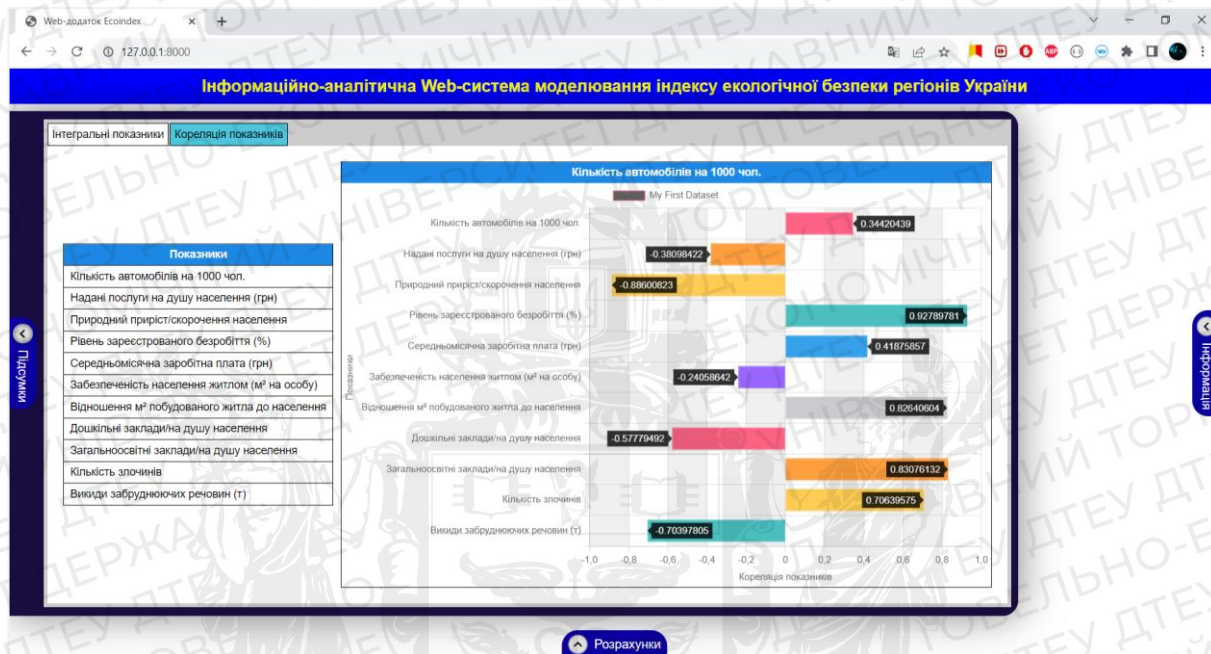 Web-додаток Ecoindex
127.0.0.1:8000
Інформаційно-аналітична Web-система моделювання індексу екологічної безпеки регіонів України
Інтегральні показники Кореляція показників
Показники
Кількість автомобілів на 1000 чол.
Надані послуги на душу населення (грн)
Природний приріст/скорочення населення
Рівень зареєстрованого безробіття (%)
Середньомісячна заробітна плата (грн)
Забезпеченість населення житлом (м² на особу)
Відношення м² побудованого житла до населення
Дошкільні заклади/на душу населення
Загальноосвітні заклади/на душу населення
Кількість злочинів
Викиди забруднюючих речовин (т)
Кількість автомобілів на 1000 чол.
My First Dataset
Показники
Кількість автомобілів на 1000 чол. 0.34420439
Надані послуги на душу населення (грн) -0.38098422
Природний приріст/скорочення населення -0.88600823
Рівень зареєстрованого безробіття (%) 0.92789781
Середньомісячна заробітна плата (грн) 0.41875857
Забезпеченість населення житлом (м² на особу) -0.24058642
Відношення м² побудованого житла до населення 0.82640604
Дошкільні заклади/на душу населення -0.57779492
Загальноосвітні заклади/на душу населення 0.83076132
Кількість злочинів 0.70639575
Викиди забруднюючих речовин (т) -0.70397805
-1,0 -0,8 -0,6 -0,4 -0,2 0 0,2 0,4 0,6 0,8 1,0
Кореляція показників
Підсумки
Інформація
Розрахунки